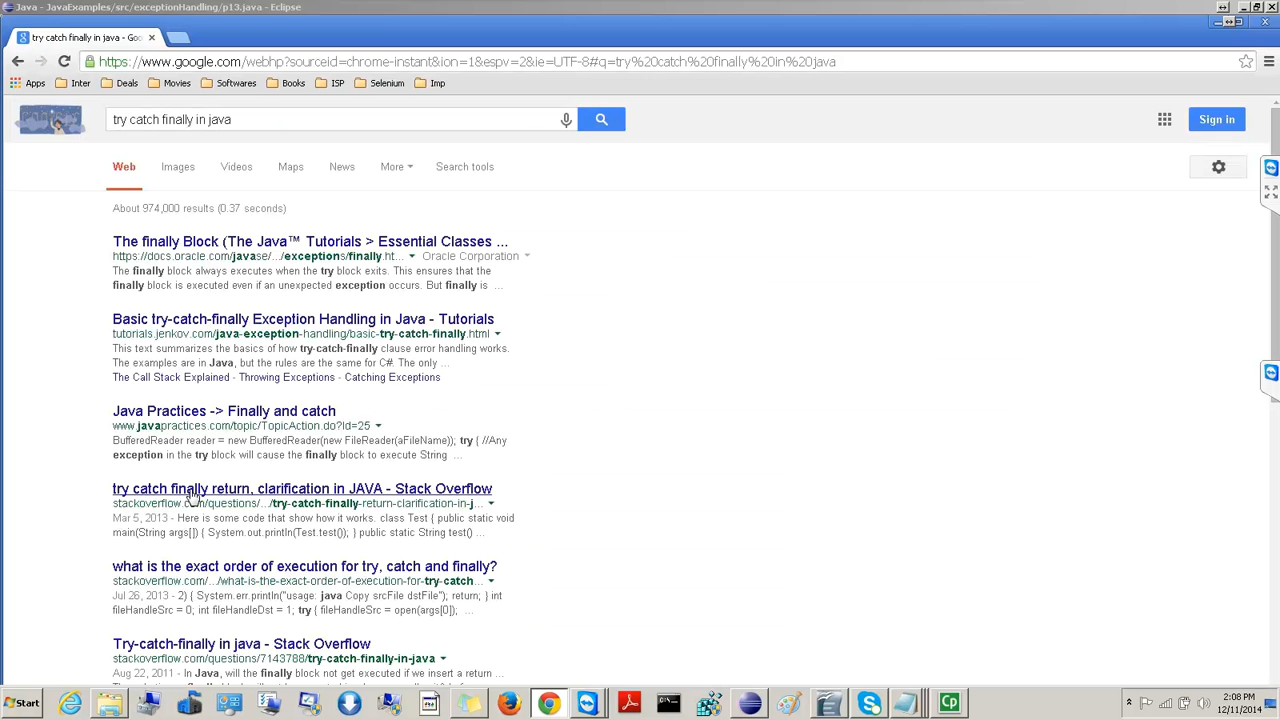 Java - JavaExamples/src/exceptionHandling/p13.java - Eclipse
try catch finally in java - Goo
https://www.google.com/webhp?sourceid=chrome-instant&ion=1&espv=2&ie=UTF-8#q=try%20catch%20finally%20in%20java
Apps Inter Deals Movies Softwares Books ISP Selenium Imp
try catch finally in java
Sign in
Web Images Videos Maps News More Search tools
About 974,000 results (0.37 seconds)
The finally Block (The Java™ Tutorials > Essential Classes ...
https://docs.oracle.com/javase/.../exceptions/finally.ht... Oracle Corporation
The finally block always executes when the try block exits. This ensures that the
finally block is executed even if an unexpected exception occurs. But finally is ...
Basic try-catch-finally Exception Handling in Java - Tutorials
tutorials.jenkov.com/java-exception-handling/basic-try-catch-finally.html
This text summarizes the basics of how try-catch-finally clause error handling works.
The examples are in Java, but the rules are the same for C#. The only ...
The Call Stack Explained - Throwing Exceptions - Catching Exceptions
Java Practices -> Finally and catch
www.javapractices.com/topic/TopicAction.do?Id=25
BufferedReader reader = new BufferedReader(new FileReader(aFileName)); try { //Any
exception in the try block will cause the finally block to execute String ...
try catch finally return, clarification in JAVA - Stack Overflow
stackoverflow.com/questions/.../try-catch-finally-return-clarification-in-j...
Mar 5, 2013 - Here is some code that show how it works. class Test { public static void
main(String args[]) { System.out.println(Test.test()); } public static String test() ...
what is the exact order of execution for try, catch and finally?
stackoverflow.com/.../what-is-the-exact-order-of-execution-for-try-catch...
Jul 26, 2013 - 2) { System.err.println("usage: java Copy srcFile dstFile"); return; } int
fileHandleSrc = 0; int fileHandleDst = 1; try { fileHandleSrc = open(args[0]); ...
Try-catch-finally in java - Stack Overflow
stackoverflow.com/questions/7143788/try-catch-finally-in-java
Aug 22, 2011 - In Java, will the finally block not get executed if we insert a return ...
Start
Cp
2:08 PM
12/11/2014